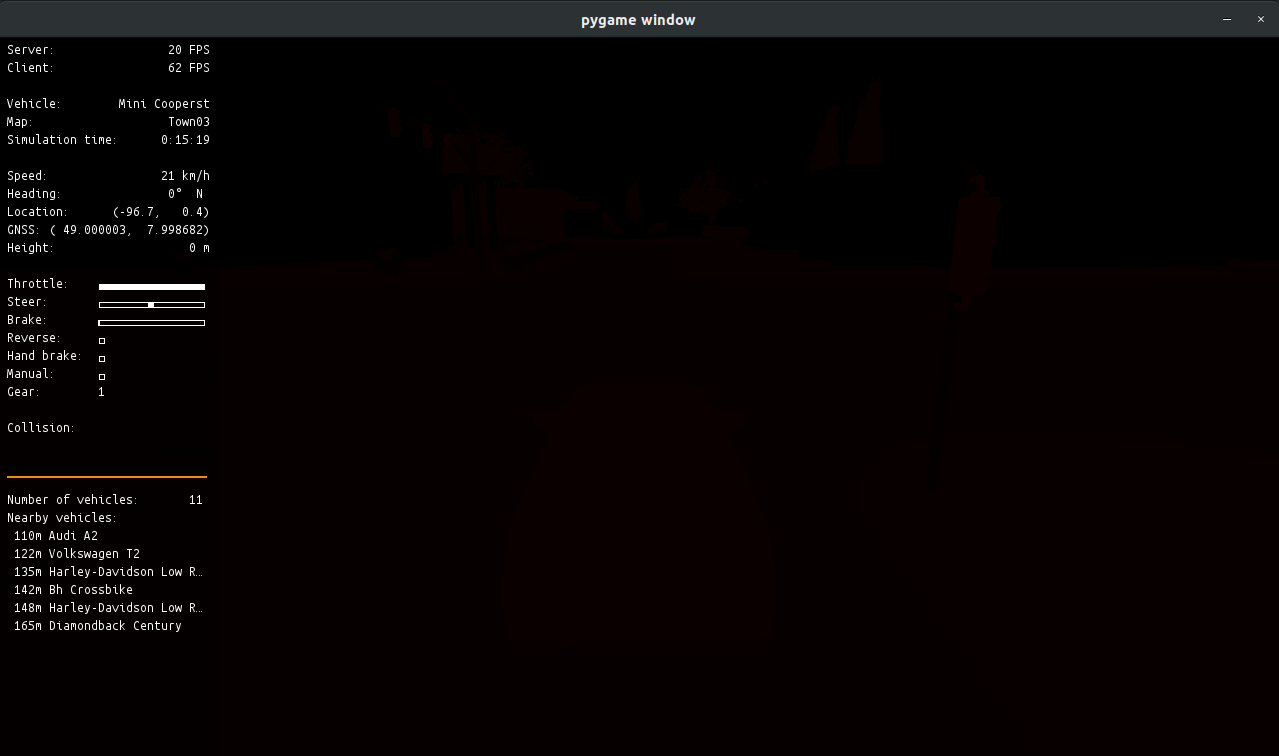 pygame window
Server: 20 FPS
Client: 62 FPS
Vehicle: Mini Cooperst
Map: Town03
Simulation time: 0:15:19
Speed: 21 km/h
Heading: 0° N
Location: (-96.7, 0.4)
GNSS: ( 49.000003, 7.998682)
Height: 0 m
Throttle:
Steer:
Brake:
Reverse:
Hand brake:
Manual:
Gear: 1
Collision:
Number of vehicles: 11
Nearby vehicles:
110m Audi A2
122m Volkswagen T2
135m Harley-Davidson Low R…
142m Bh Crossbike
148m Harley-Davidson Low R…
165m Diamondback Century